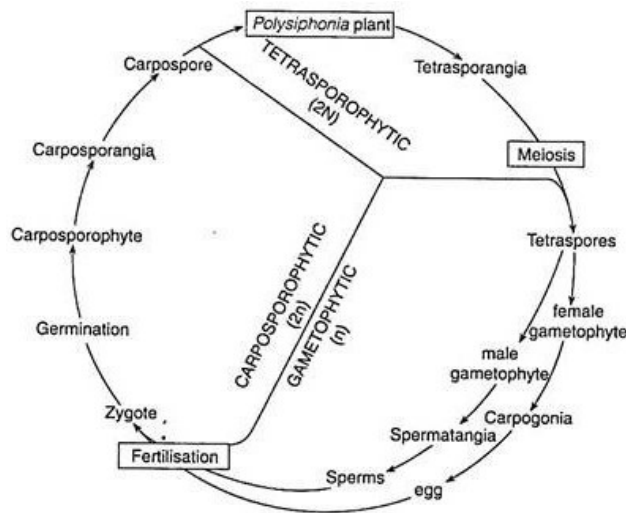 Polysiphonia plant
Carpospore
Tetrasporangia
TETRASPOROPHYTIC
(2N)
Carposporangia
Meiosis
Carposporophyte
Tetraspores
CARPOSPOROPHYTIC
(2n)
GAMETOPHYTIC
(n)
Germination
female
gametophyte
male
gametophyte
Zygote
Carpogonia
Spermatangia
Fertilisation
Sperms
egg